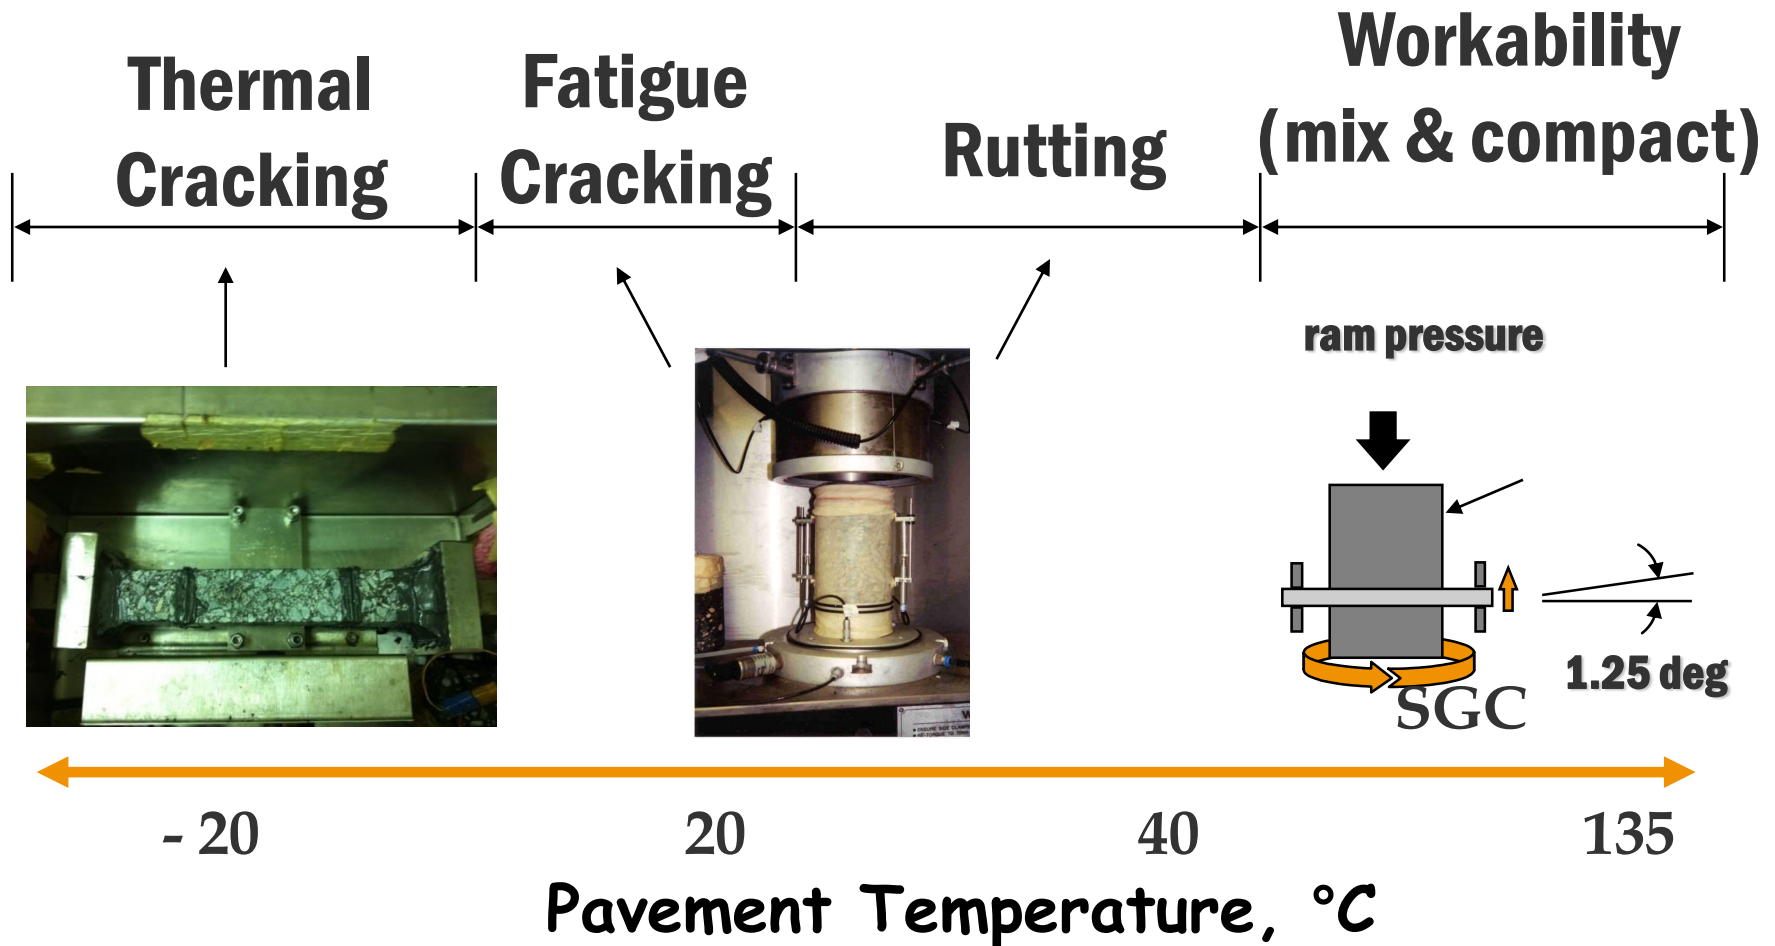 Thermal
Cracking
Fatigue
Cracking
Rutting
Workability
(mix & compact)
ram pressure
1.25 deg
SGC
- 20
20
40
135
Pavement Temperature, °C